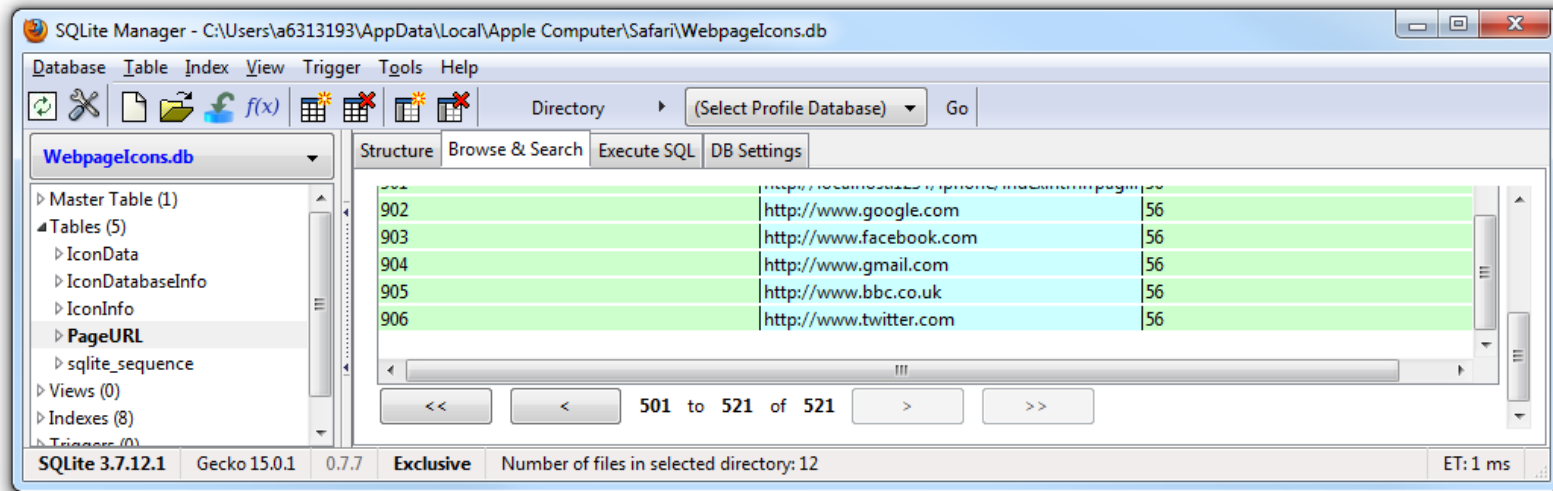 SQLite Manager - C:\Users\a6313193\AppData\Local\Apple Computer\Safari\WebpageIcons.db
Database Table Index View Trigger Tools Help
f(x) Directory (Select Profile Database) Go
WebpageIcons.db
Structure Browse & Search Execute SQL DB Settings
Master Table (1)
Tables (5)
IconData
IconDatabaseInfo
IconInfo
PageURL
sqlite_sequence
Views (0)
Indexes (8)
Triggers (0)
902 http://www.google.com 56
903 http://www.facebook.com 56
904 http://www.gmail.com 56
905 http://www.bbc.co.uk 56
906 http://www.twitter.com 56
<< < 501 to 521 of 521 > >>
SQLite 3.7.12.1 Gecko 15.0.1 0.7.7 Exclusive Number of files in selected directory: 12 ET: 1 ms